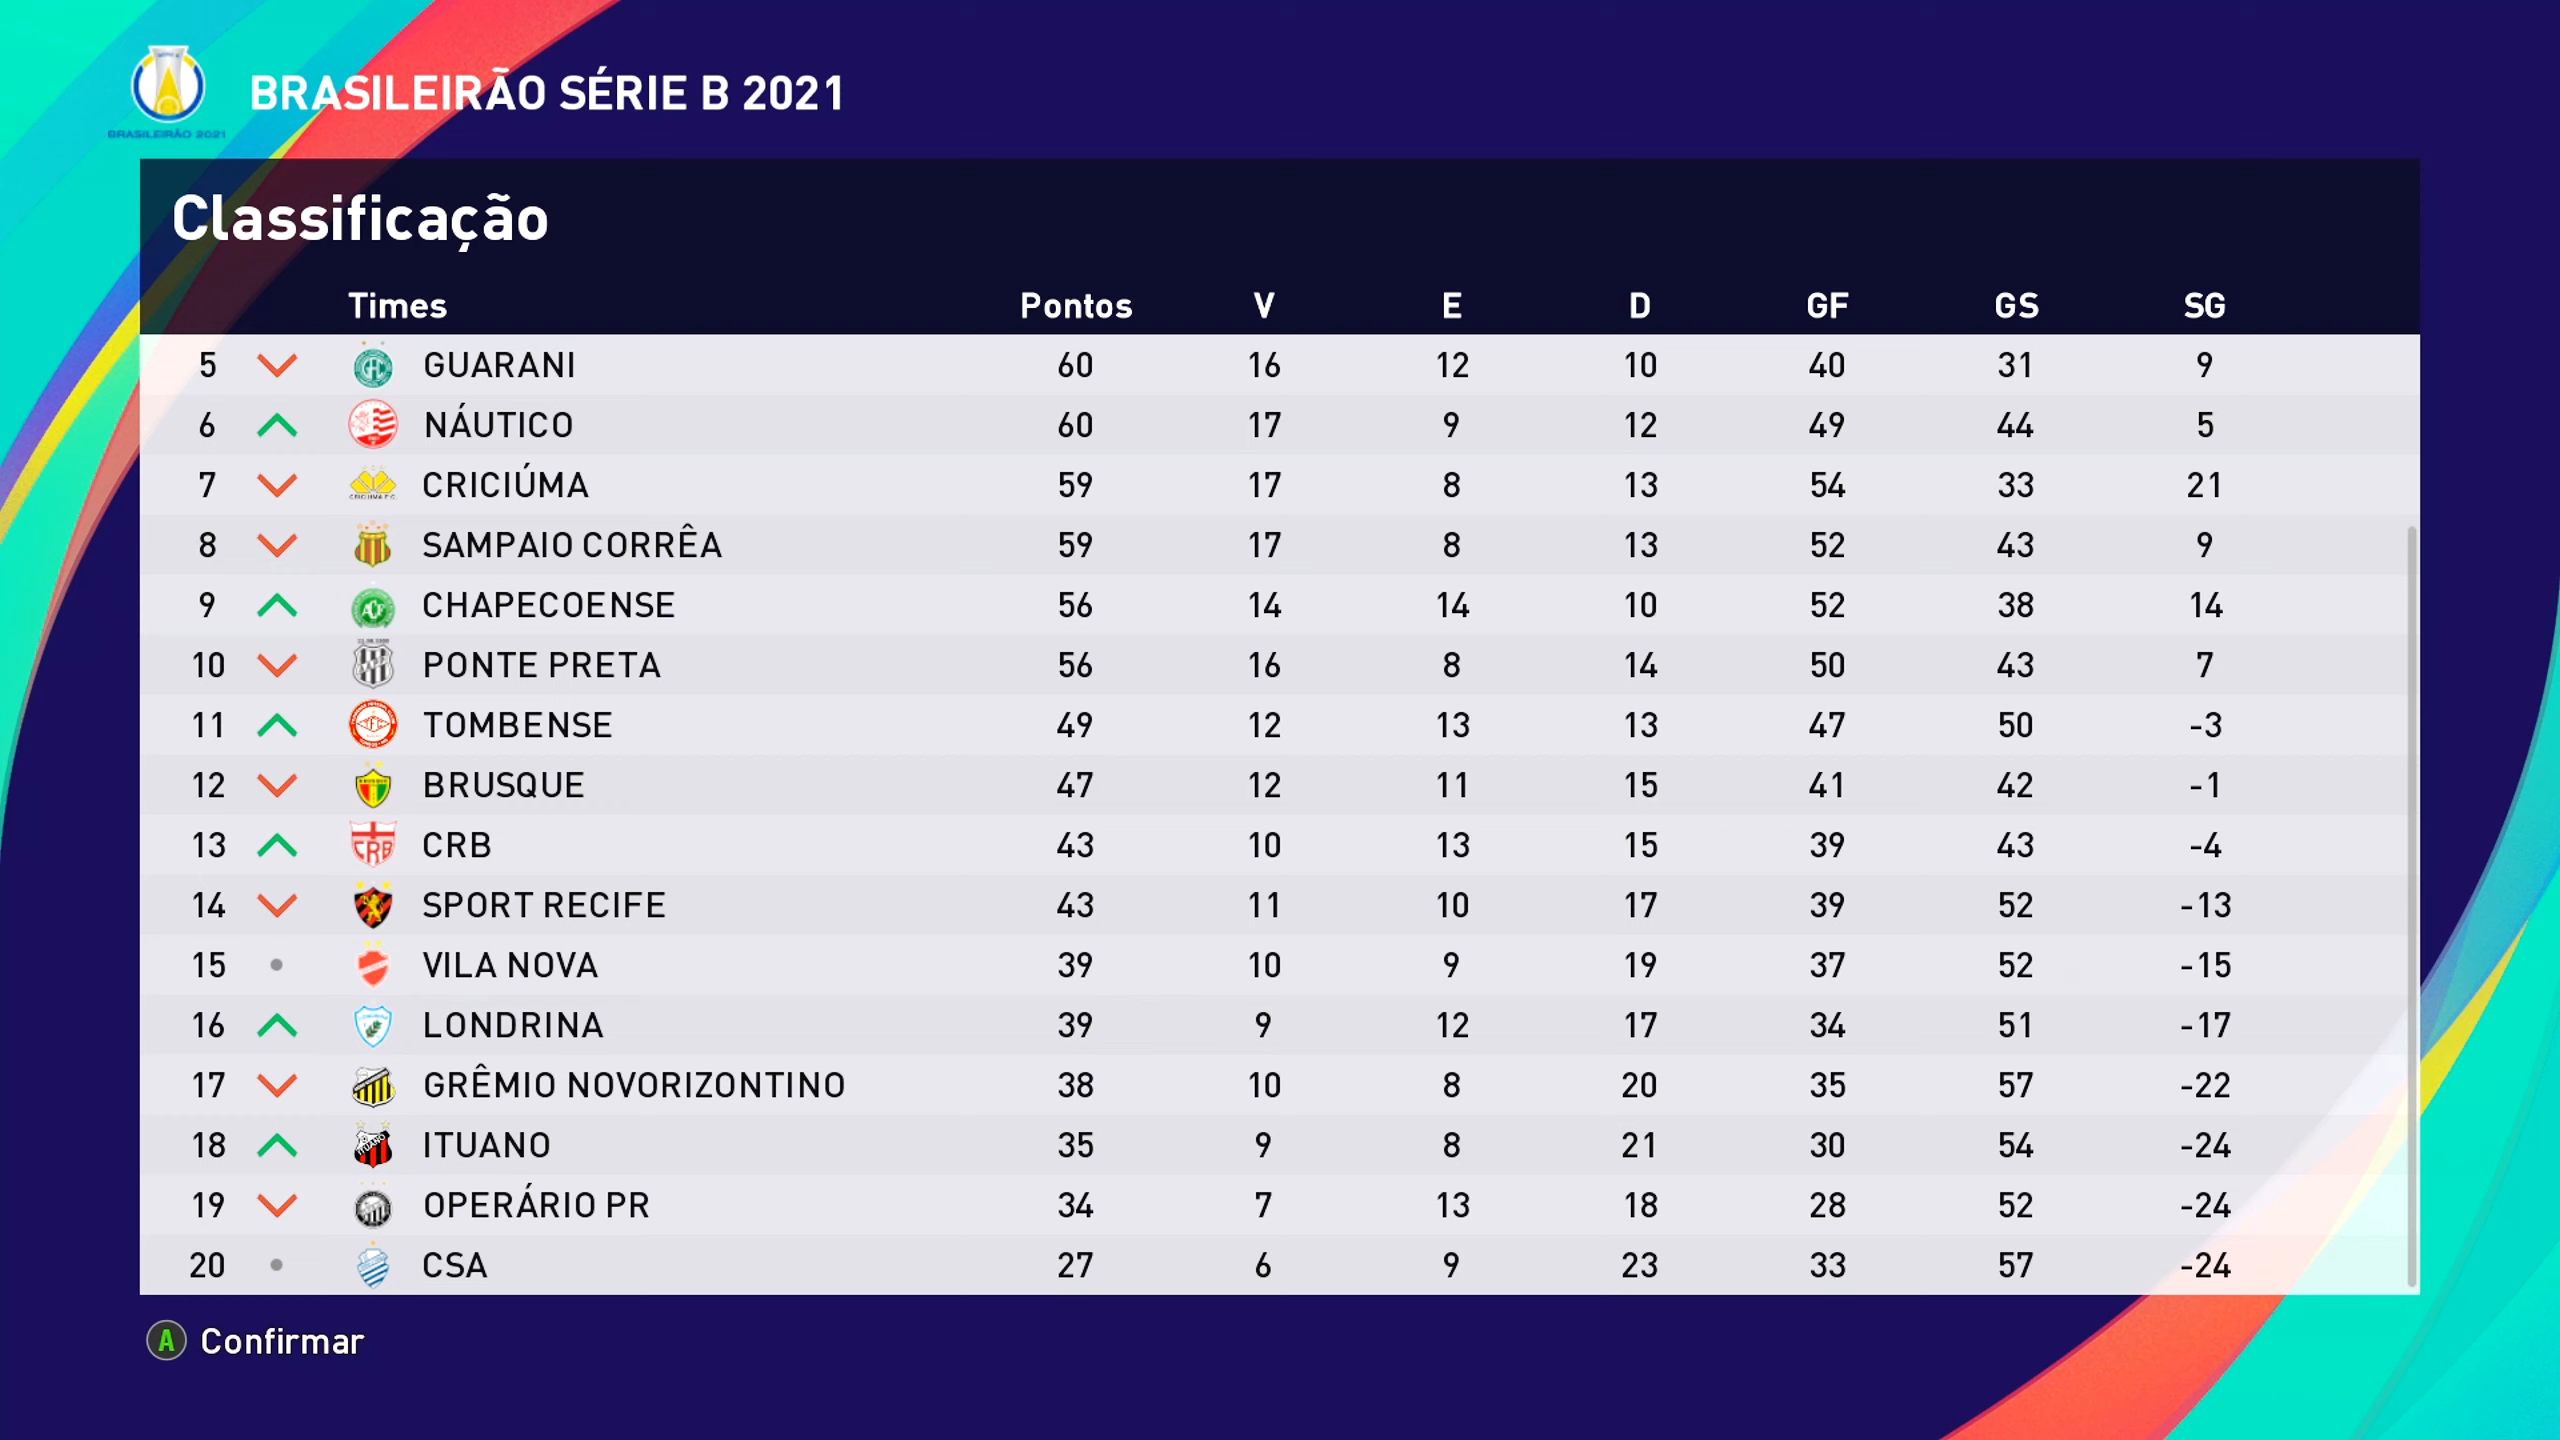 BRASILEIRÃO 2021
BRASILEIRÃO SÉRIE B 2021
Classificação
Times Pontos V E D GF GS SG
5 GUARANI 60 16 12 10 40 31 9
6 NÁUTICO 60 17 9 12 49 44 5
7 CRICIÚMA 59 17 8 13 54 33 21
8 SAMPAIO CORRÊA 59 17 8 13 52 43 9
9 CHAPECOENSE 56 14 14 10 52 38 14
10 PONTE PRETA 56 16 8 14 50 43 7
11 TOMBENSE 49 12 13 13 47 50 -3
12 BRUSQUE 47 12 11 15 41 42 -1
13 CRB CRB 43 10 13 15 39 43 -4
14 SPORT RECIFE 43 11 10 17 39 52 -13
15 VILA NOVA 39 10 9 19 37 52 -15
16 LONDRINA 39 9 12 17 34 51 -17
17 GRÊMIO NOVORIZONTINO 38 10 8 20 35 57 -22
18 ITUANO 35 9 8 21 30 54 -24
19 OPERÁRIO PR 34 7 13 18 28 52 -24
20 CSA 27 6 9 23 33 57 -24
A Confirmar